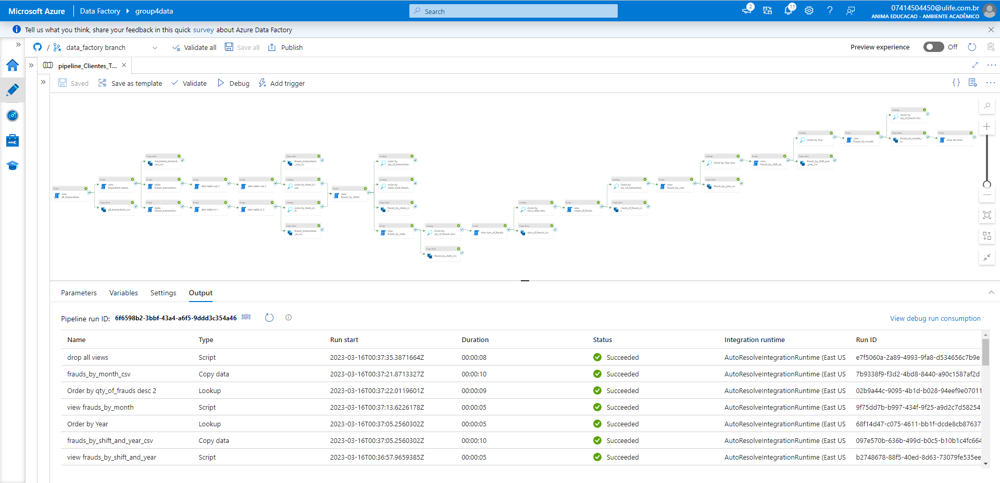 Microsoft Azure Data Factory group4data Search 2 11 07414504450@ulife.com.br
ANIMA EDUCACAO - AMBIENTE ACADÊMICO
Tell us what you think, share your feedback in this quick survey about Azure Data Factory
/ data_factory branch Validate all Save all Publish Preview experience Off
pipeline_Clientes_T...
Saved Save as template Validate Debug Add trigger
Lookup
Order by qty_of_frauds des...
Lookup
Order by Year
Script
view frauds_by_month
Copy data
frauds_by_month_csv
Script
drop all views
Copy data
fraudulent_transactions_csv
Copy data
frauds_transactions_out_csv
Lookup
order by qty_of_transaction...
Lookup
Order by Year desc
Script
view frauds_by_shift_an...
Copy data
frauds_by_shift_and_year_csv
Script
view all_transactions
Script
view fraudulent_transa...
Script
table frauds_transaction...
Script
alter table out 1
Script
alter table out 2
Lookup
order by client_id - out
Script
view frauds_by_client
Lookup
order by value_total_frauds...
Lookup
Order by qty_of_transaction...
Script
view frauds_by_year
Copy data
frauds_by_year_csv
Copy data
all_transactions_csv
Script
table frauds_transaction...
Script
alter table in 1
Script
alter table in 2
Lookup
order by client_id - in
Copy data
frauds_by_client_csv
Lookup
Order by sum_value desc
Script
view count_of_frauds
Copy data
count_of_frauds_csv
Copy data
frauds_transactions_in_csv
Script
view frauds_by_state
Lookup
Order by qty_of_frauds desc
Script
view sum_of_frauds
Copy data
sum_of_frauds_csv
Copy data
frauds_by_state_csv
Parameters Variables Settings Output
Pipeline run ID: 6f6598b2-3bbf-43a4-a6f5-9ddd3c354a46 [@] View debug run consumption
Name Type Run start Duration Status Integration runtime Run ID
drop all views Script 2023-03-16T00:37:35.3871664Z 00:00:08 Succeeded AutoResolveIntegrationRuntime (East US e7f5060a-2a89-4993-9fa8-d534656c7b9e
frauds_by_month_csv Copy data 2023-03-16T00:37:21.8713327Z 00:00:10 Succeeded AutoResolveIntegrationRuntime (East US 7b9338f9-f3d2-4bd8-8440-a90c1587af2d
Order by qty_of_frauds desc 2 Lookup 2023-03-16T00:37:22.0119601Z 00:00:09 Succeeded AutoResolveIntegrationRuntime (East US 02b9a44c-9095-4b1d-b028-94eef9e07011
view frauds_by_month Script 2023-03-16T00:37:13.6226178Z 00:00:05 Succeeded AutoResolveIntegrationRuntime (East US 9f75dd7b-b997-434f-9f25-a9d2c7d58254
Order by Year Lookup 2023-03-16T00:37:05.2560302Z 00:00:05 Succeeded AutoResolveIntegrationRuntime (East US 68f14d47-c075-4611-bb1f-dcde8cb87637
frauds_by_shift_and_year_csv Copy data 2023-03-16T00:37:05.2560302Z 00:00:10 Succeeded AutoResolveIntegrationRuntime (East US 097e570b-636b-499d-b0c5-b10b1c4fc664
view frauds_by_shift_and_year Script 2023-03-16T00:36:57.9659385Z 00:00:05 Succeeded AutoResolveIntegrationRuntime (East US b2748678-88f5-40ed-8d63-73079fe535ee